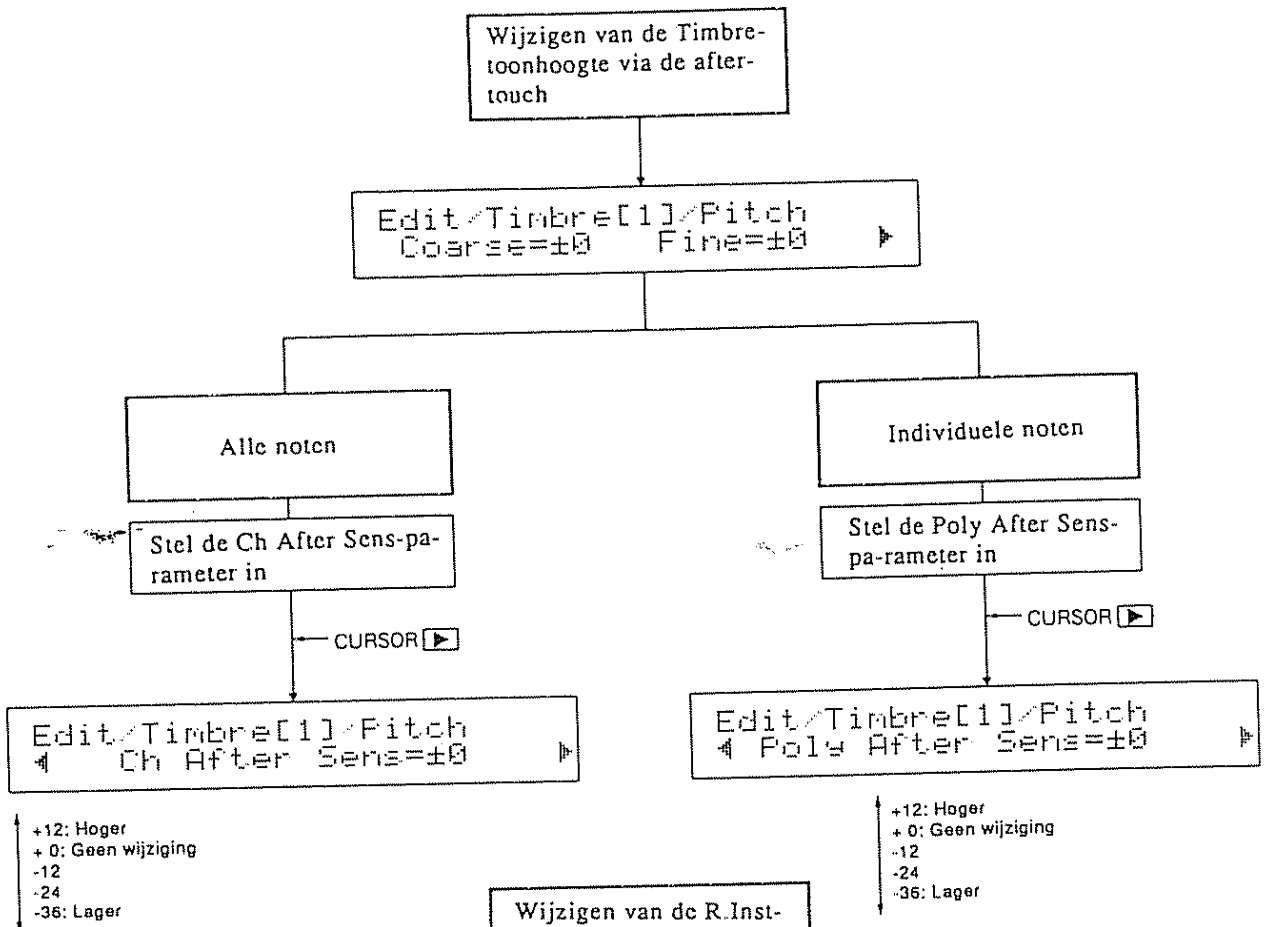 Wijzigen van de Timbre-
toonhoogte via de after-
touch
Edit/Timbre[1]/Pitch
Coarse=±0 Fine=±0
Alle noten
Individuele noten
Stel de Ch After Sens-pa-
rameter in
Stel de Poly After Sens-
pa-rameter in
CURSOR
CURSOR
Edit/Timbre[1]/Pitch
Ch After Sens=±0
Edit/Timbre[1]/Pitch
Poly After Sens=±0
+12: Hoger
+ 0: Geen wijziging
-12
-24
-36: Lager
+12: Hoger
+ 0: Geen wijziging
-12
-24
-36: Lager
Wijzigen van de R.Inst-